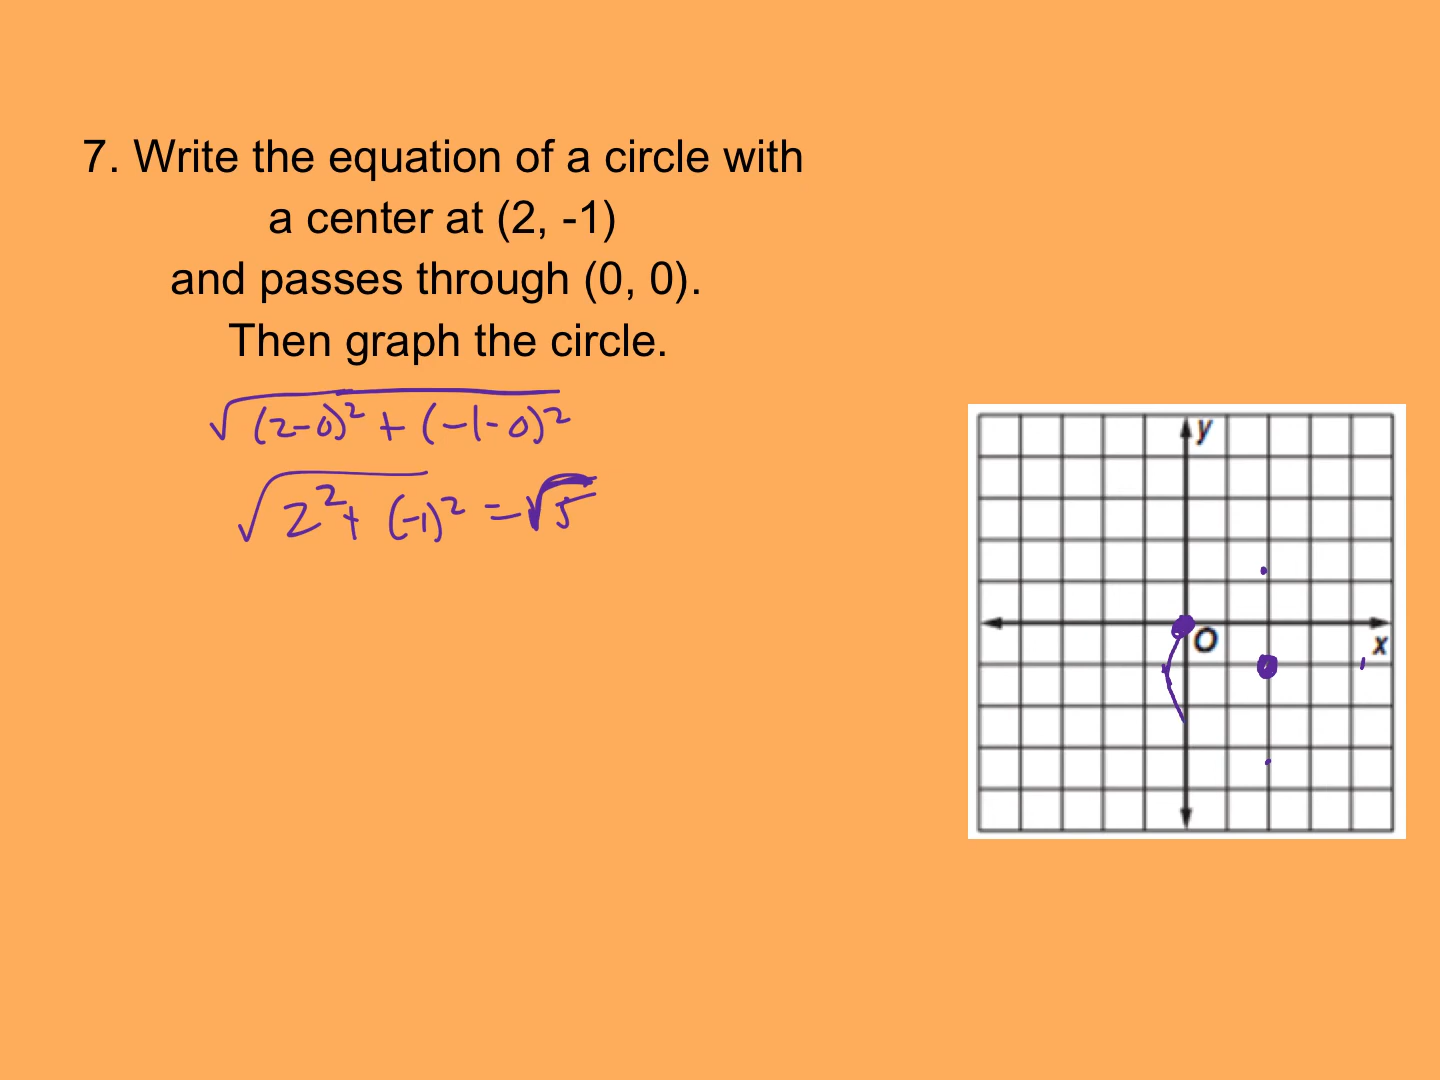 7. Write the equation of a circle with
a center at (2, -1)
and passes through (0, 0).
Then graph the circle.
√(2-0)² + (-1-0)²
√2² + (-1)² = √5
y
O
x